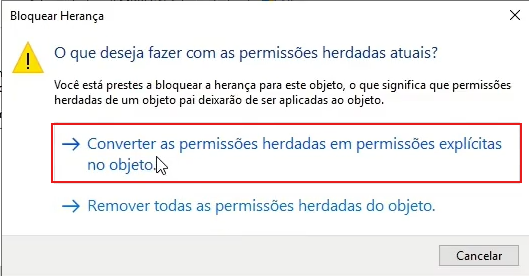 Bloquear Herança
O que deseja fazer com as permissões herdadas atuais?
Você está prestes a bloquear a herança para este objeto, o que significa que permissões
herdadas de um objeto pai deixarão de ser aplicadas ao objeto.
Converter as permissões herdadas em permissões explícitas
no objeto.
Remover todas as permissões herdadas do objeto.
Cancelar